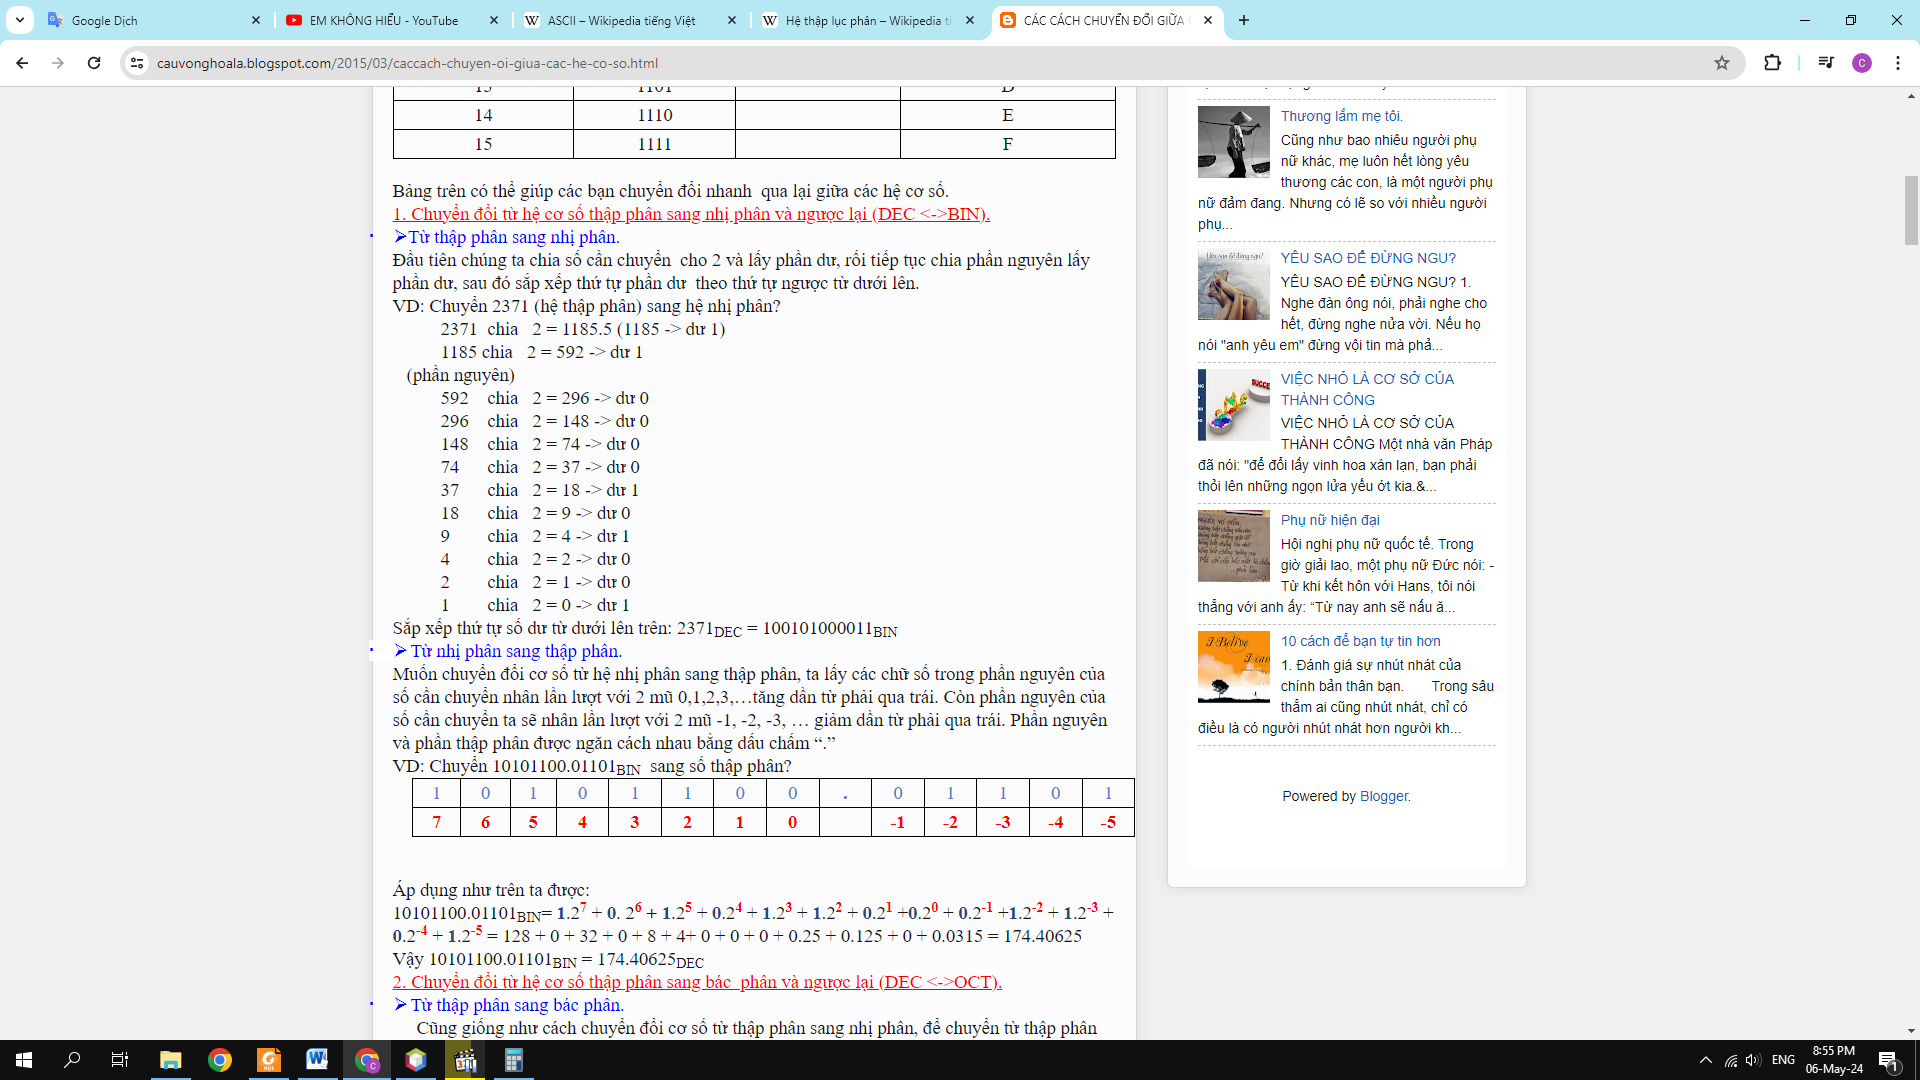 Google Dịch
EM KHÔNG HIỂU - YouTube
ASCII – Wikipedia tiếng Việt
Hệ thập lục phân – Wikipedia ti
CÁC CÁCH CHUYỂN ĐỔI GIỮA
cauvonghoala.blogspot.com/2015/03/caccach-chuyen-oi-giua-cac-he-co-so.html
13 1101 D
14 1110 E
15 1111 F
Bảng trên có thể giúp các bạn chuyển đổi nhanh qua lại giữa các hệ cơ số.
1. Chuyển đổi từ hệ cơ số thập phân sang nhị phân và ngược lại (DEC <->BIN).
➢Từ thập phân sang nhị phân.
Đầu tiên chúng ta chia số cần chuyển cho 2 và lấy phần dư, rồi tiếp tục chia phần nguyên lấy
phần dư, sau đó sắp xếp thứ tự phần dư theo thứ tự ngược từ dưới lên.
VD: Chuyển 2371 (hệ thập phân) sang hệ nhị phân?
2371 chia 2 = 1185.5 (1185 -> dư 1)
1185 chia 2 = 592 -> dư 1
(phần nguyên)
592 chia 2 = 296 -> dư 0
296 chia 2 = 148 -> dư 0
148 chia 2 = 74 -> dư 0
74 chia 2 = 37 -> dư 0
37 chia 2 = 18 -> dư 1
18 chia 2 = 9 -> dư 0
9 chia 2 = 4 -> dư 1
4 chia 2 = 2 -> dư 0
2 chia 2 = 1 -> dư 0
1 chia 2 = 0 -> dư 1
Sắp xếp thứ tự số dư từ dưới lên trên: 2371DEC = 100101000011BIN
➢ Từ nhị phân sang thập phân.
Muốn chuyển đổi cơ số từ hệ nhị phân sang thập phân, ta lấy các chữ số trong phần nguyên của
số cần chuyển nhân lần lượt với 2 mũ 0,1,2,3,…tăng dần từ phải qua trái. Còn phần nguyên của
số cần chuyển ta sẽ nhân lần lượt với 2 mũ -1, -2, -3, … giảm dần từ phải qua trái. Phần nguyên
và phần thập phân được ngăn cách nhau bằng dấu chấm “.”
VD: Chuyển 10101100.01101BIN sang số thập phân?
1 0 1 0 1 1 0 0 . 0 1 1 0 1
7 6 5 4 3 2 1 0 -1 -2 -3 -4 -5
Áp dụng như trên ta được:
10101100.01101BIN= 1.2^7 + 0. 2^6 + 1.2^5 + 0.2^4 + 1.2^3 + 1.2^2 + 0.2^1 +0.2^0 + 0.2^-1 +1.2^-2 + 1.2^-3 +
0.2^-4 + 1.2^-5 = 128 + 0 + 32 + 0 + 8 + 4+ 0 + 0 + 0 + 0.25 + 0.125 + 0 + 0.0315 = 174.40625
Vậy 10101100.01101BIN = 174.40625DEC
2. Chuyển đổi từ hệ cơ số thập phân sang bác phân và ngược lại (DEC <->OCT).
➢ Từ thập phân sang bác phân.
Cũng giống như cách chuyển đổi cơ số từ thập phân sang nhị phân, để chuyển từ thập phân
Thương lắm mẹ tôi.
Cũng như bao nhiêu người phụ
nữ khác, mẹ luôn hết lòng yêu
thương các con, là một người phụ
nữ đảm đang. Nhưng có lẽ so với nhiều người
phụ...
YÊU SAO ĐỂ ĐỪNG NGU?
YÊU SAO ĐỂ ĐỪNG NGU? 1.
Nghe đàn ông nói, phải nghe cho
hết, đừng nghe nửa vời. Nếu họ
nói "anh yêu em" đừng vội tin mà phả...
SUCCE
VIỆC NHỎ LÀ CƠ SỞ CỦA
THÀNH CÔNG
VIỆC NHỎ LÀ CƠ SỞ CỦA
THÀNH CÔNG Một nhà văn Pháp
đã nói: "để đổi lấy vinh hoa xán lạn, bạn phải
thỏi lên những ngọn lửa yếu ớt kia.&...
Phụ nữ hiện đại
Hội nghị phụ nữ quốc tế. Trong
giờ giải lao, một phụ nữ Đức nói: -
Từ khi kết hôn với Hans, tôi nói
thẳng với anh ấy: “Từ nay anh sẽ nấu ă...
I Belive
I can
10 cách để bạn tự tin hơn
1. Đánh giá sự nhút nhát của
chính bản thân bạn. Trong sâu
thẳm ai cũng nhút nhát, chỉ có
điều là có người nhút nhát hơn người kh...
Powered by Blogger.
ENG
8:55 PM
06-May-24
1